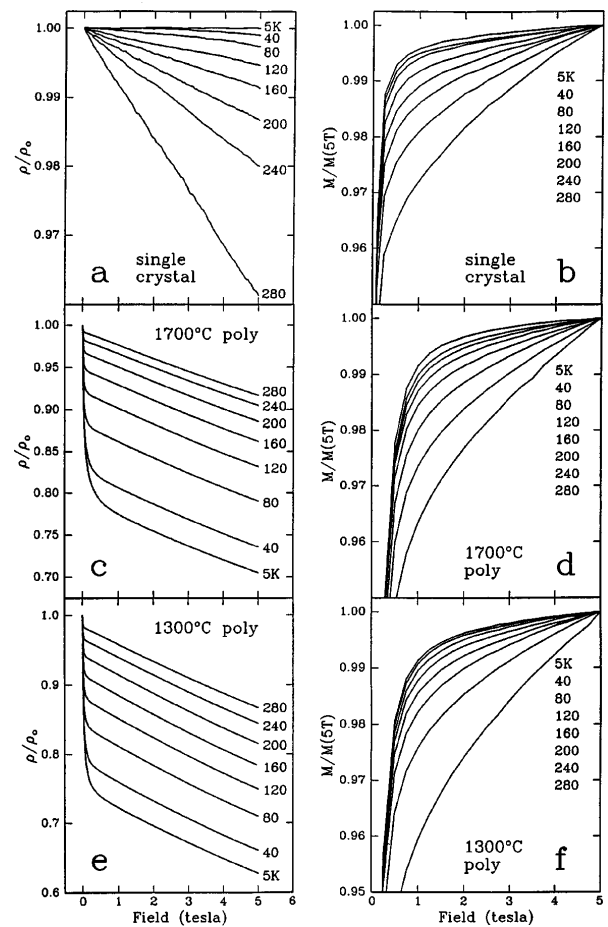 1.00
0.99
0.98
0.97
ρ/ρₒ
5K
40
80
120
160
200
240
280
a
single
crystal
1.00
0.99
0.98
0.97
0.96
M/M(5T)
5K
40
80
120
160
200
240
280
single
crystal
b
1.00
0.95
0.90
0.85
0.80
0.75
0.70
ρ/ρₒ
1700°C poly
280
240
200
160
120
80
40
5K
c
1.00
0.99
0.98
0.97
0.96
M/M(5T)
5K
40
80
120
160
200
240
280
1700°C
poly
d
1.0
0.9
0.8
0.7
0.6
ρ/ρₒ
1300°C poly
280
240
200
160
120
80
40
5K
e
0 1 2 3 4 5 6
Field (tesla)
1.00
0.99
0.98
0.97
0.96
0.95
M/M(5T)
5K
40
80
120
160
200
240
280
1300°C
poly
f
0 1 2 3 4 5
Field (tesla)